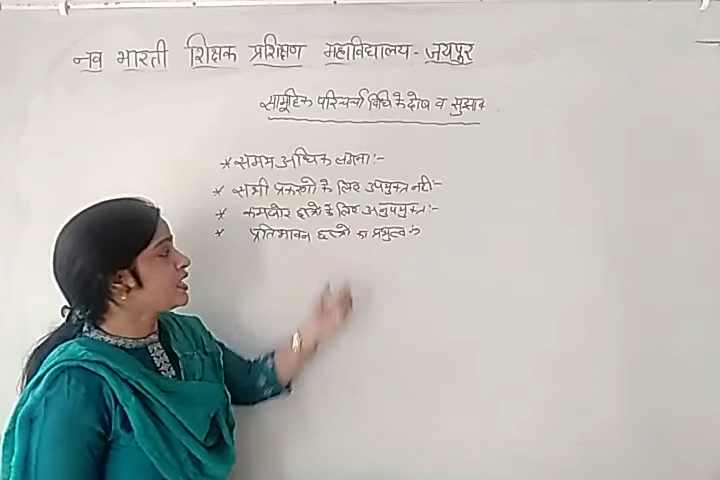 नव भारती शिक्षक प्रशिक्षण महाविद्यालय - जयपुर
सामूहिक परिचर्चा विधि के दोष व सुझाव
* समय अधिक लगना :-
* सभी प्रकरणो के लिए उपयुक्त नहीं :-
* कमजोर छात्रो के लिए अनुपयुक्त :-
* प्रतिभावान छात्रो का प्रभुत्व :-